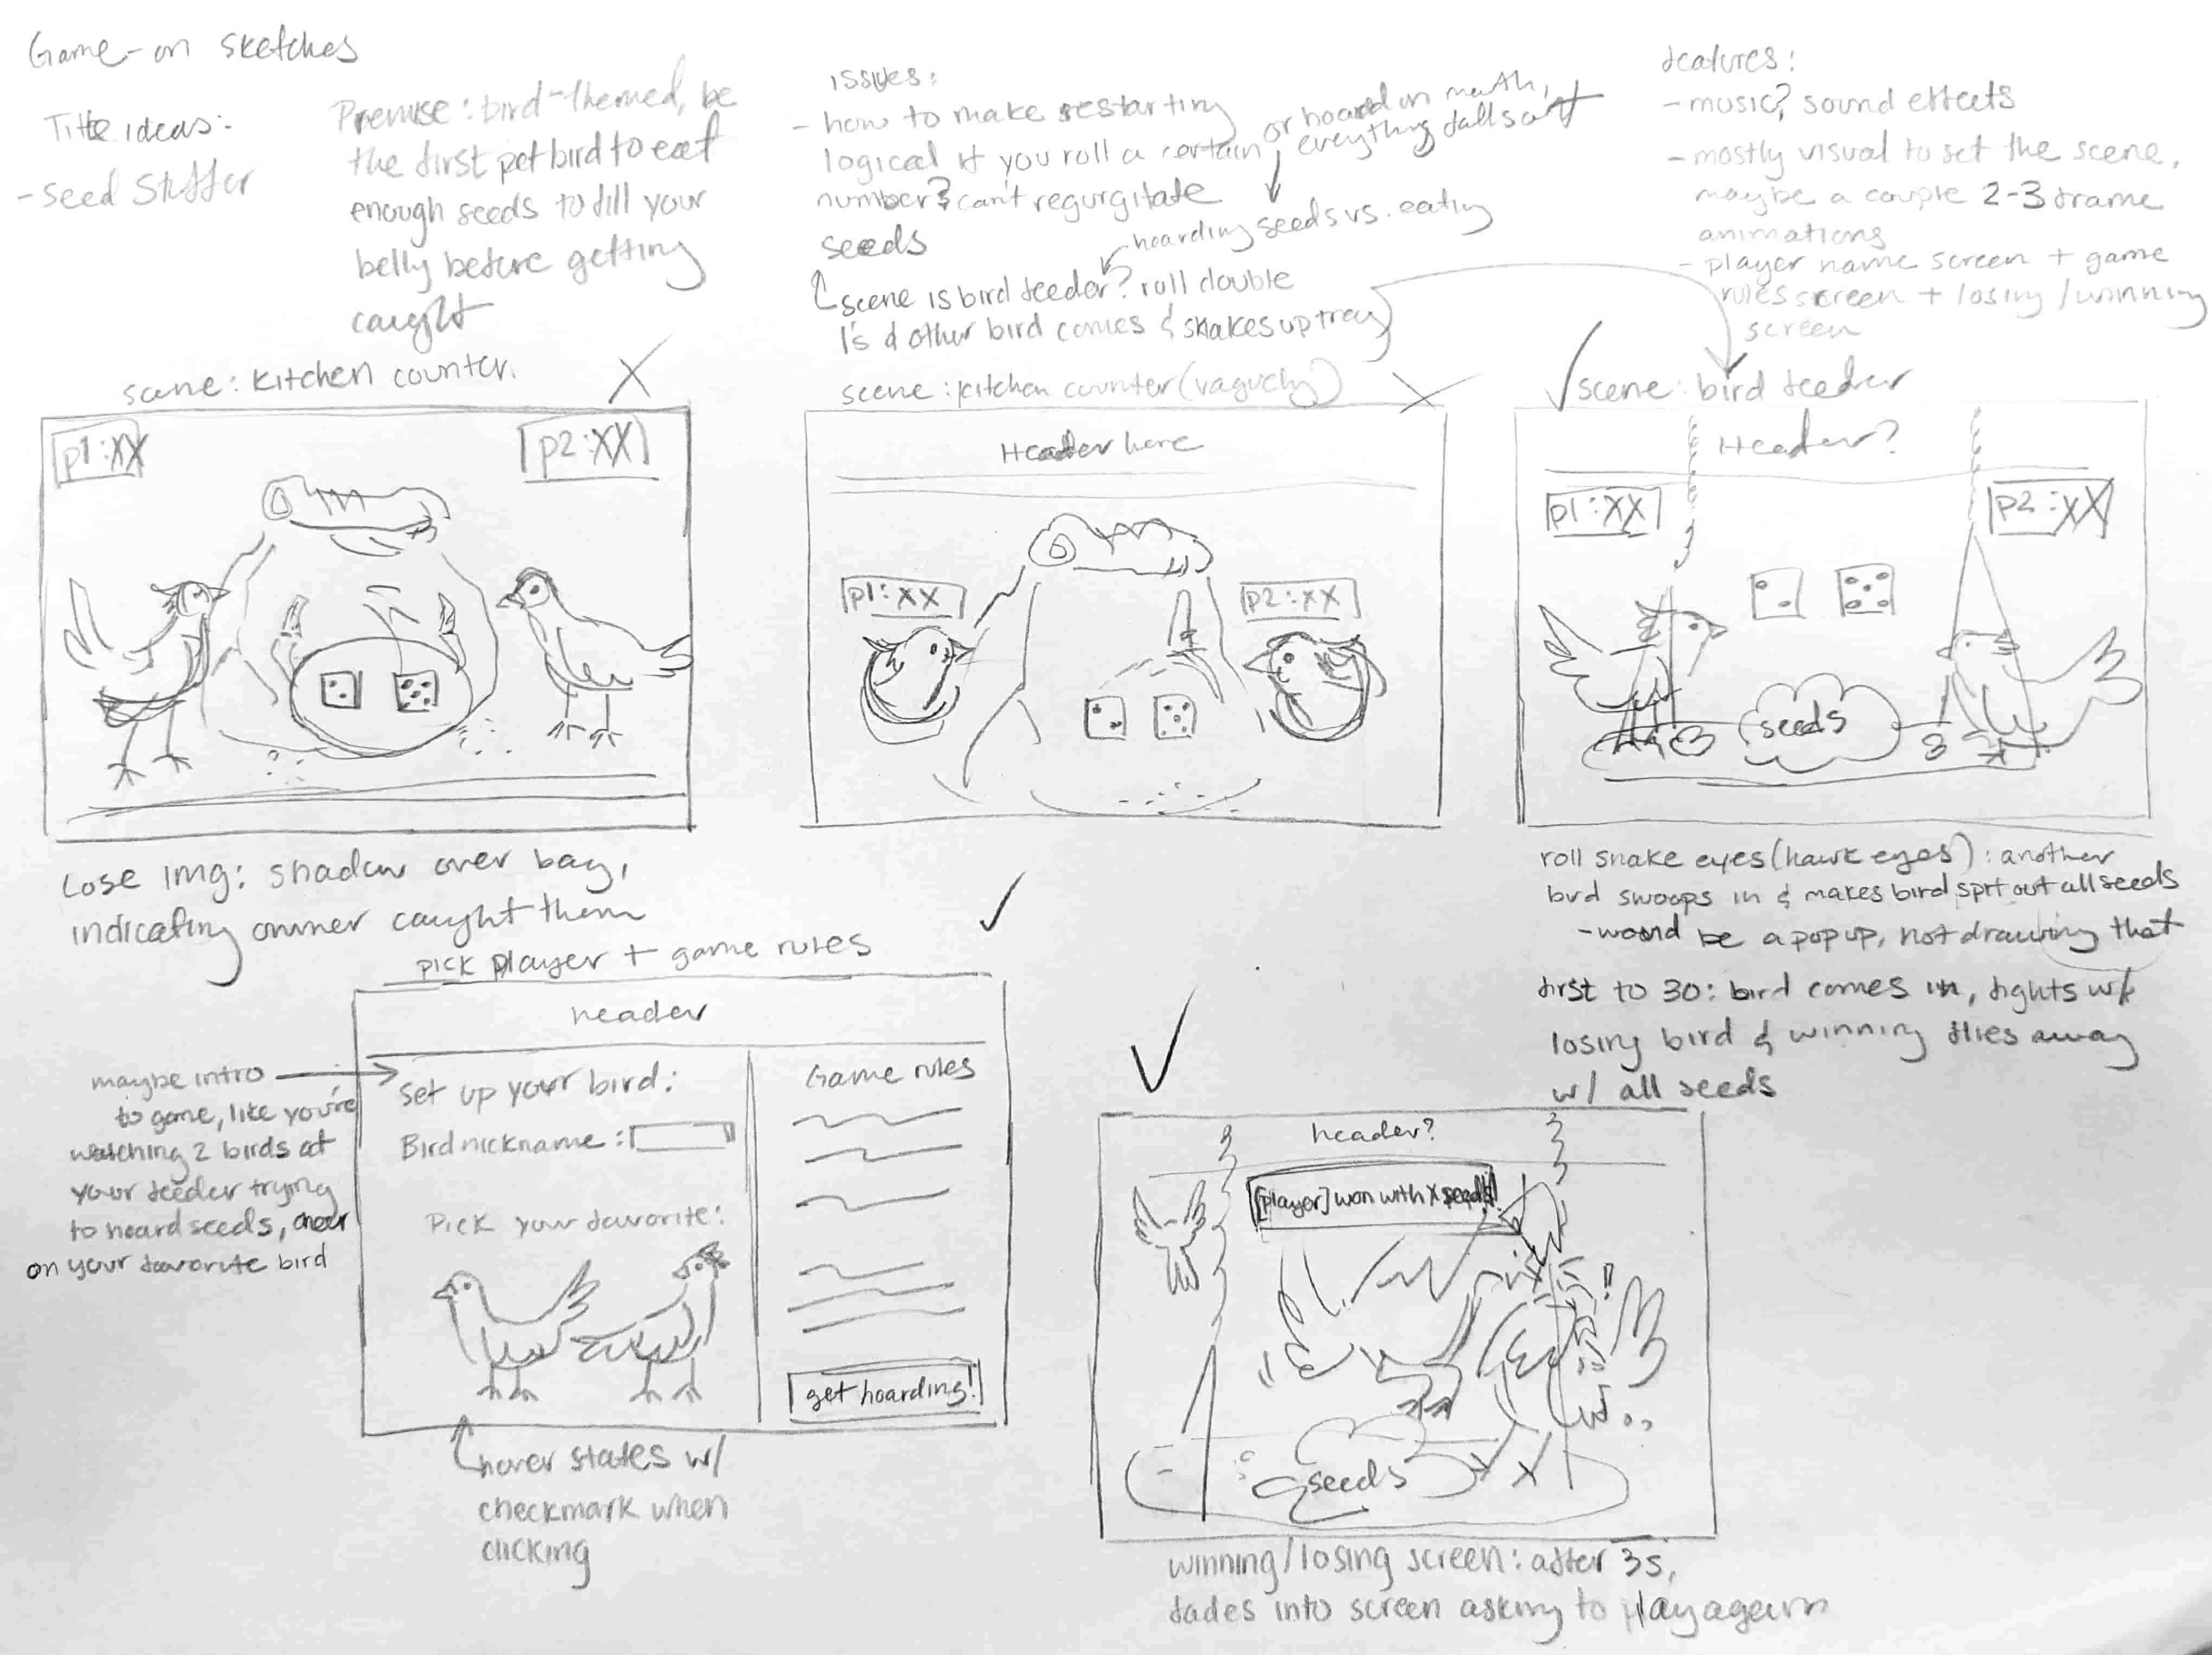 Game-on sketches
Title ideas:
- seed stuffer
Premise: bird-themed, be
the first pet bird to eat
enough seeds to fill your
belly before getting
caught
issues:
- how to make restarting
logical if you roll a certain
number? can't regurgitate
seeds
or hoard in mouth,
everything falls out
hoarding seeds vs. eating
scene is bird feeder? roll double
1's & other bird comes & shakes up tray
features:
- music? sound effects
- mostly visual to set the scene,
maybe a couple 2-3 frame
animations
- player name screen + game
rules screen + losing/winning
screen
scene: kitchen counter.
p1:XX
p2:XX
Lose img: shadow over bag,
indicating owner caught them
scene: kitchen counter (vaguely)
Header here
p1:XX
p2:XX
scene: bird feeder
Header?
p1:XX
p2:XX
seeds
roll snake eyes (hawk eyes): another
bird swoops in & makes bird spit out all seeds
- would be a popup, not drawing that
first to 30: bird comes in, fights w/
losing bird & winning flies away
w/ all seeds
pick player + game rules
header
set up your bird:
Bird nickname:
Pick your favorite:
Game rules
get hoarding!
maybe intro
to game, like you're
watching 2 birds at
your feeder trying
to hoard seeds, cheer
on your favorite bird
hover states w/
checkmark when
clicking
header?
[player] won with X seeds!
seeds
winning/losing screen: after 3s,
fades into screen asking to play again